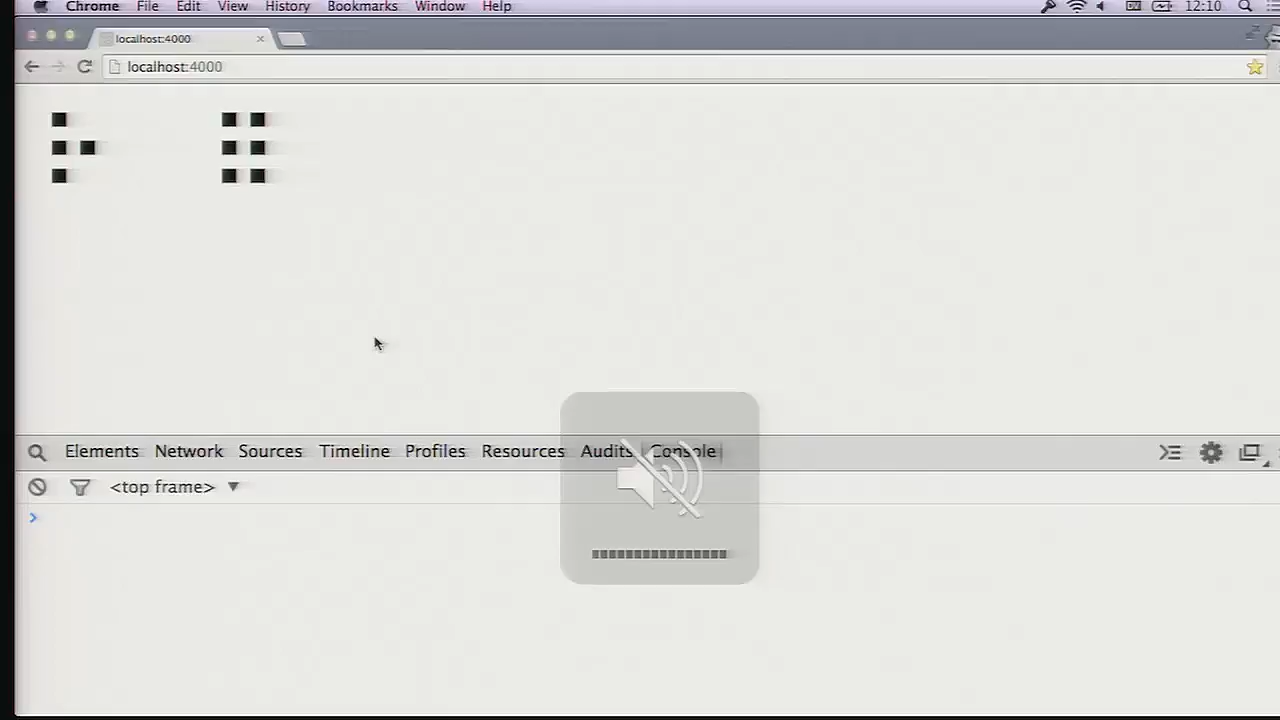 Chrome File Edit View History Bookmarks Window Help 12:10
localhost:4000
localhost:4000
Elements Network Sources Timeline Profiles Resources Audits Console
<top frame>